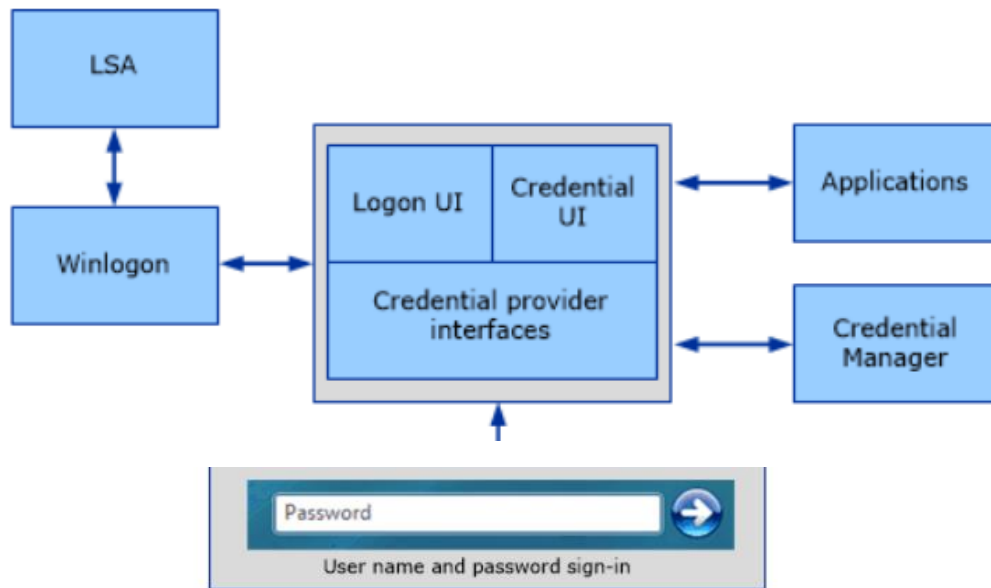 LSA
Winlogon
Logon UI
Credential
UI
Credential provider
interfaces
Applications
Credential
Manager
Password
User name and password sign-in